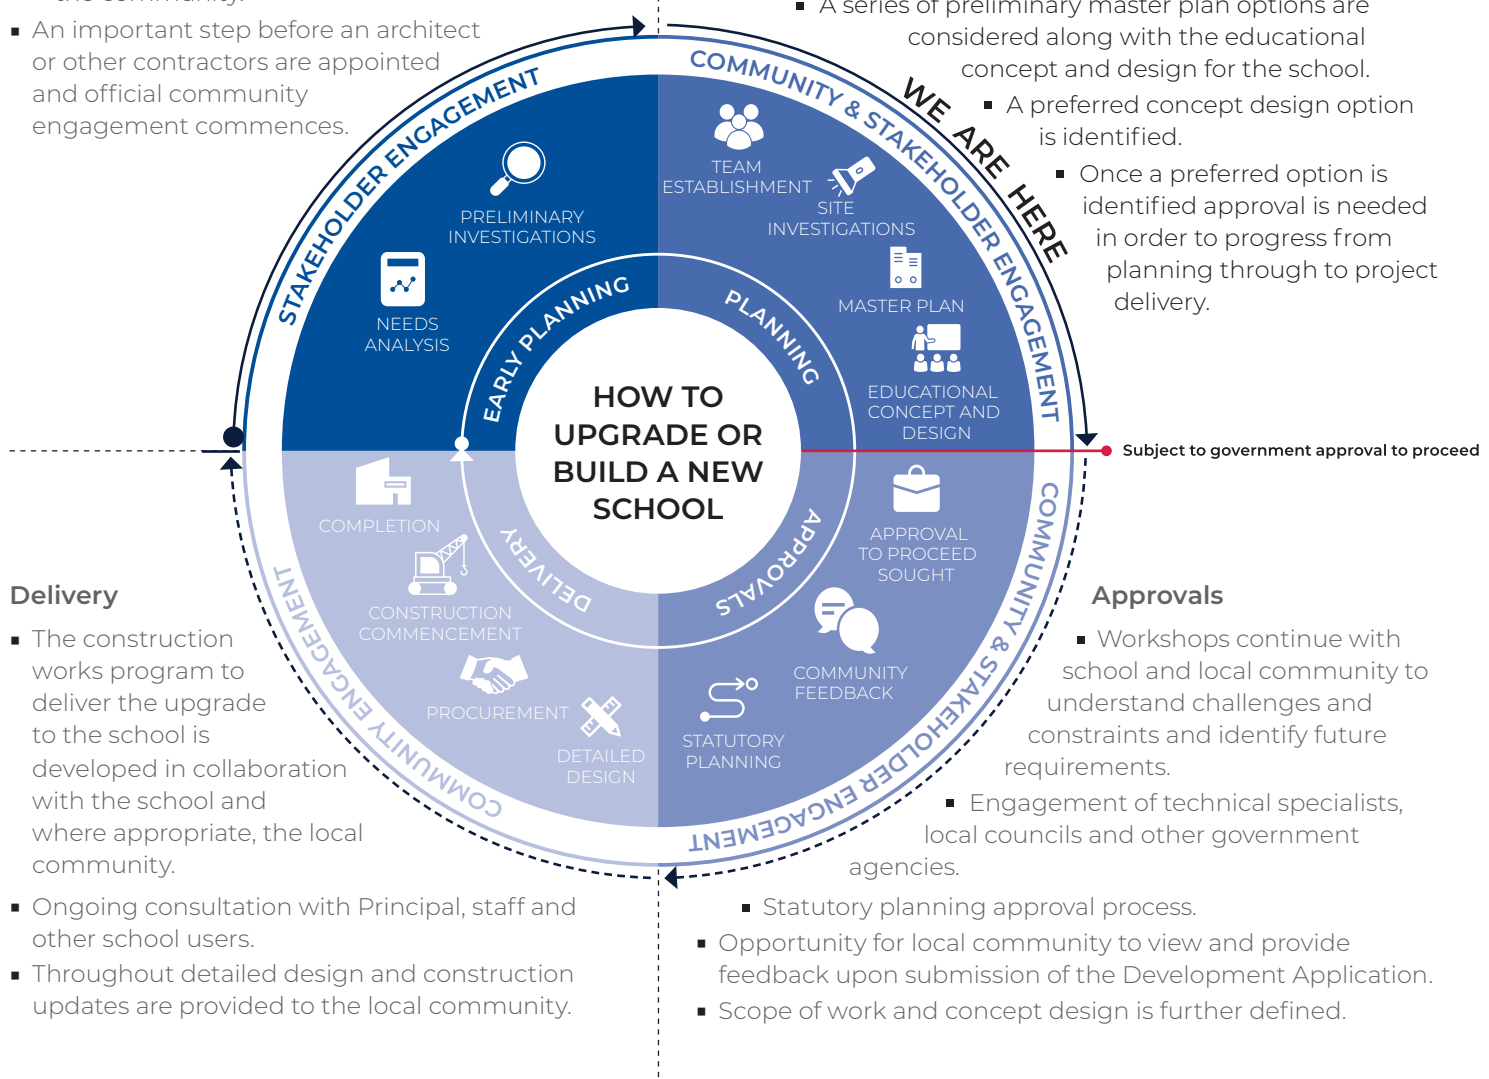 the community.
An important step before an architect
or other contractors are appointed
and official community
engagement commences.
A series of preliminary master plan options are
considered along with the educational
concept and design for the school.
A preferred concept design option
is identified.
Once a preferred option is
identified approval is needed
in order to progress from
planning through to project
delivery.
WE ARE HERE
STAKEHOLDER ENGAGEMENT
COMMUNITY & STAKEHOLDER ENGAGEMENT
PRELIMINARY
INVESTIGATIONS
NEEDS
ANALYSIS
EARLY PLANNING
TEAM
ESTABLISHMENT
SITE
INVESTIGATIONS
MASTER PLAN
EDUCATIONAL
CONCEPT AND
DESIGN
PLANNING
HOW TO
UPGRADE OR
BUILD A NEW
SCHOOL
Subject to government approval to proceed
APPROVAL
TO PROCEED
SOUGHT
COMMUNITY
FEEDBACK
STATUTORY
PLANNING
APPROVALS
COMMUNITY & STAKEHOLDER ENGAGEMENT
COMPLETION
CONSTRUCTION
COMMENCEMENT
PROCUREMENT
DETAILED
DESIGN
DELIVERY
COMMUNITY ENGAGEMENT
Delivery
The construction
works program to
deliver the upgrade
to the school is
developed in collaboration
with the school and
where appropriate, the local
community.
Ongoing consultation with Principal, staff and
other school users.
Throughout detailed design and construction
updates are provided to the local community.
Approvals
Workshops continue with
school and local community to
understand challenges and
constraints and identify future
requirements.
Engagement of technical specialists,
local councils and other government
agencies.
Statutory planning approval process.
Opportunity for local community to view and provide
feedback upon submission of the Development Application.
Scope of work and concept design is further defined.